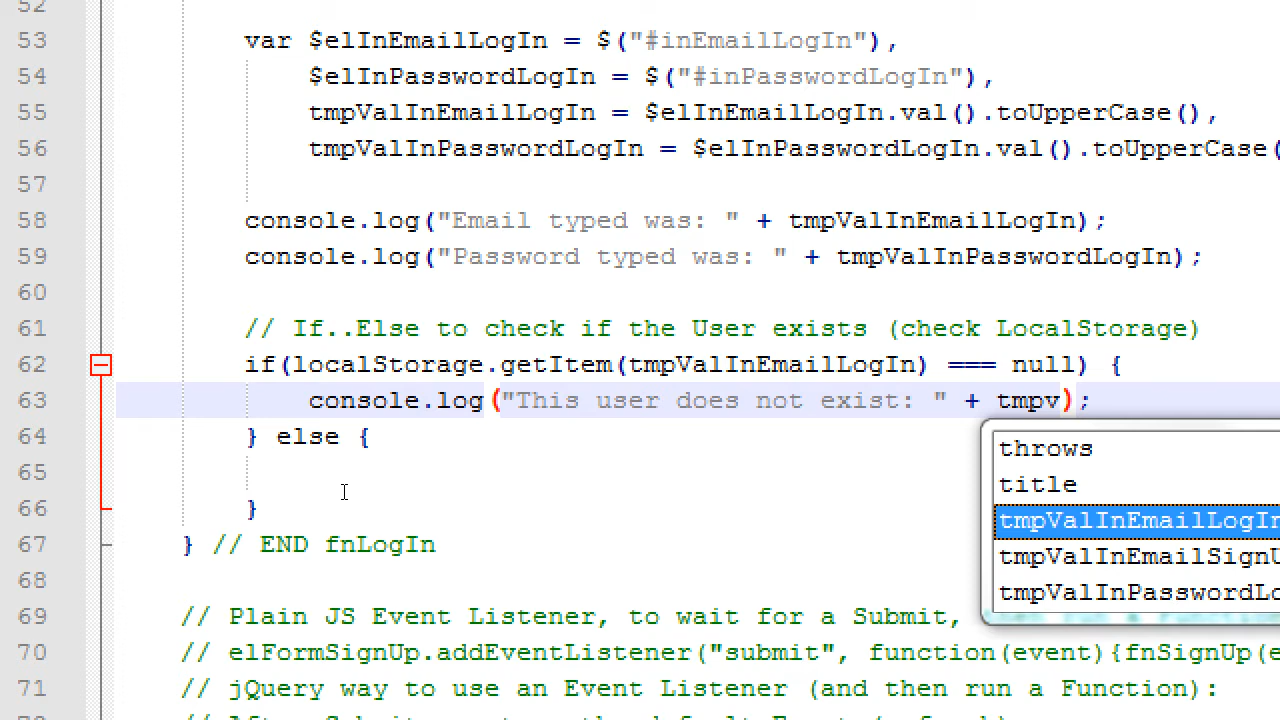 52
53 var $elInEmailLogIn = $("#inEmailLogIn"),
54 $elInPasswordLogIn = $("#inPasswordLogIn"),
55 tmpValInEmailLogIn = $elInEmailLogIn.val().toUpperCase(),
56 tmpValInPasswordLogIn = $elInPasswordLogIn.val().toUpperCase(
57
58 console.log("Email typed was: " + tmpValInEmailLogIn);
59 console.log("Password typed was: " + tmpValInPasswordLogIn);
60
61 // If..Else to check if the User exists (check LocalStorage)
62 if(localStorage.getItem(tmpValInEmailLogIn) === null) {
63 console.log("This user does not exist: " + tmpv);
64 } else {
65
66 }
67 } // END fnLogIn
68
69 // Plain JS Event Listener, to wait for a Submit,
70 // elFormSignUp.addEventListener("submit", function(event){fnSignUp(e
71 // jQuery way to use an Event Listener (and then run a Function):
throws
title
tmpValInEmailLogIn
tmpValInEmailSignU
tmpValInPasswordLo